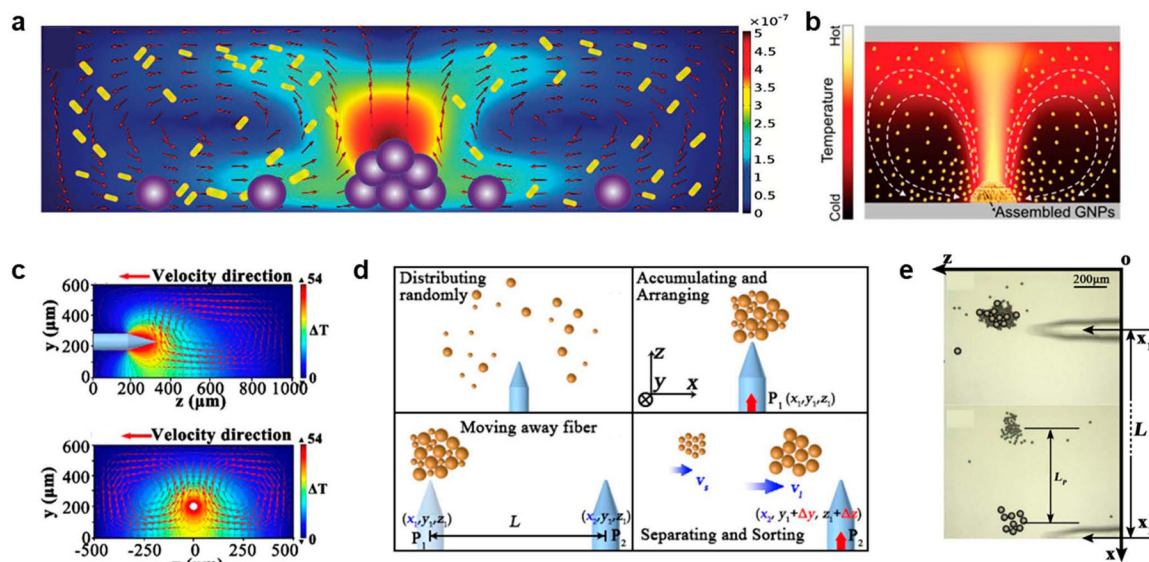 a
×10⁻⁷
5
4.5
4
3.5
3
2.5
2
1.5
1
0.5
0
b
Hot
Temperature
Cold
Assembled GNPs
c
Velocity direction
600
400
200
0
y (µm)
0 200 400 600 800 1000
z (µm)
54
ΔT
0
Velocity direction
600
400
200
0
y (µm)
-500 -250 0 250 500
54
ΔT
0
d
Distributing
randomly
Accumulating and
Arranging
z
y
x
P₁ (x₁,y₁,z₁)
Moving away fiber
(x₁,y₁,z₁)
P₁
L
(x₂,y₁,z₁)
P₂
vₛ
vₗ
(x₂, y₁+Δy, z₁+Δz)
Separating and Sorting
P₂
e
z
o
200µm
x₁
L
Lₚ
x